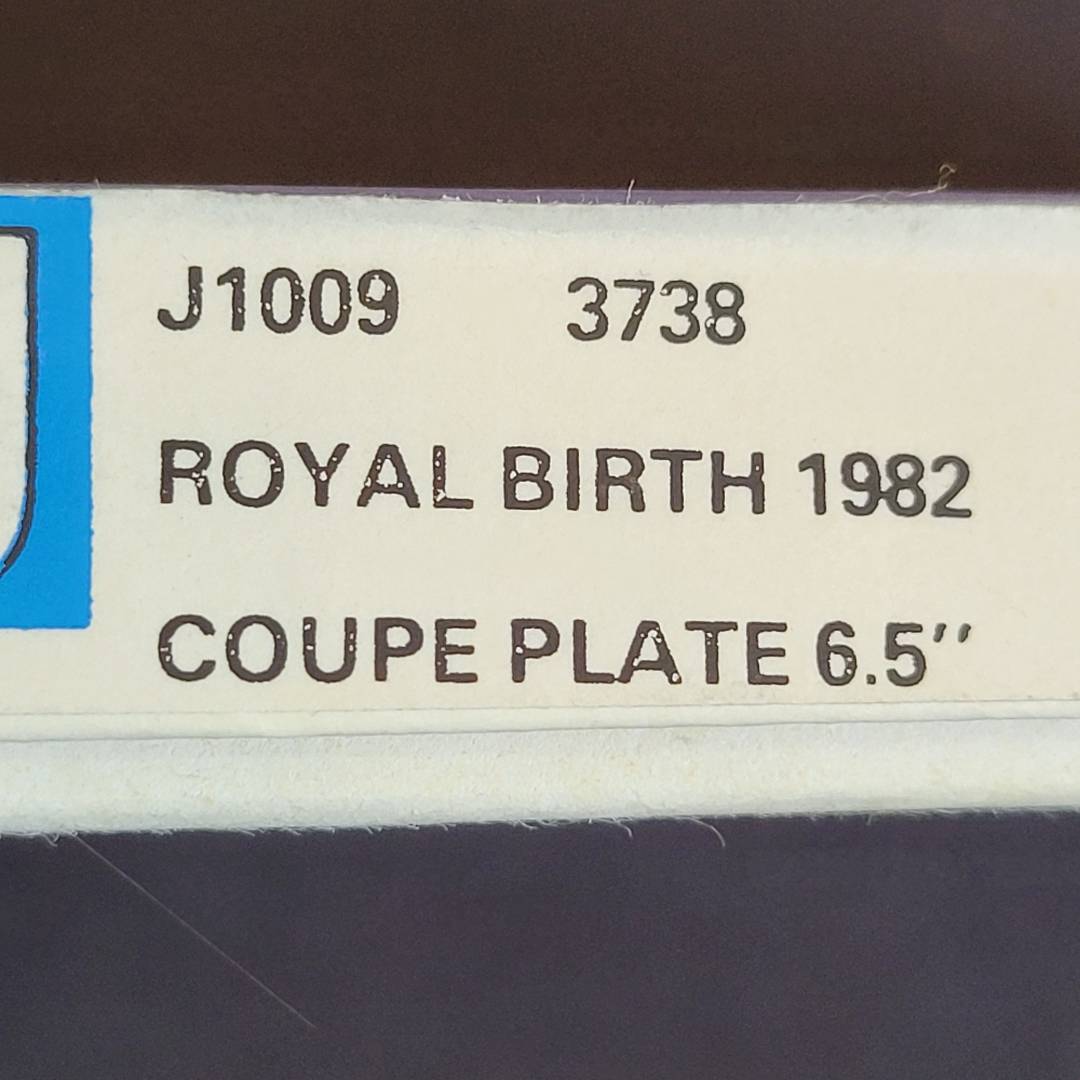 J1009 3738
ROYAL BIRTH 1982
COUPE PLATE 6.5''